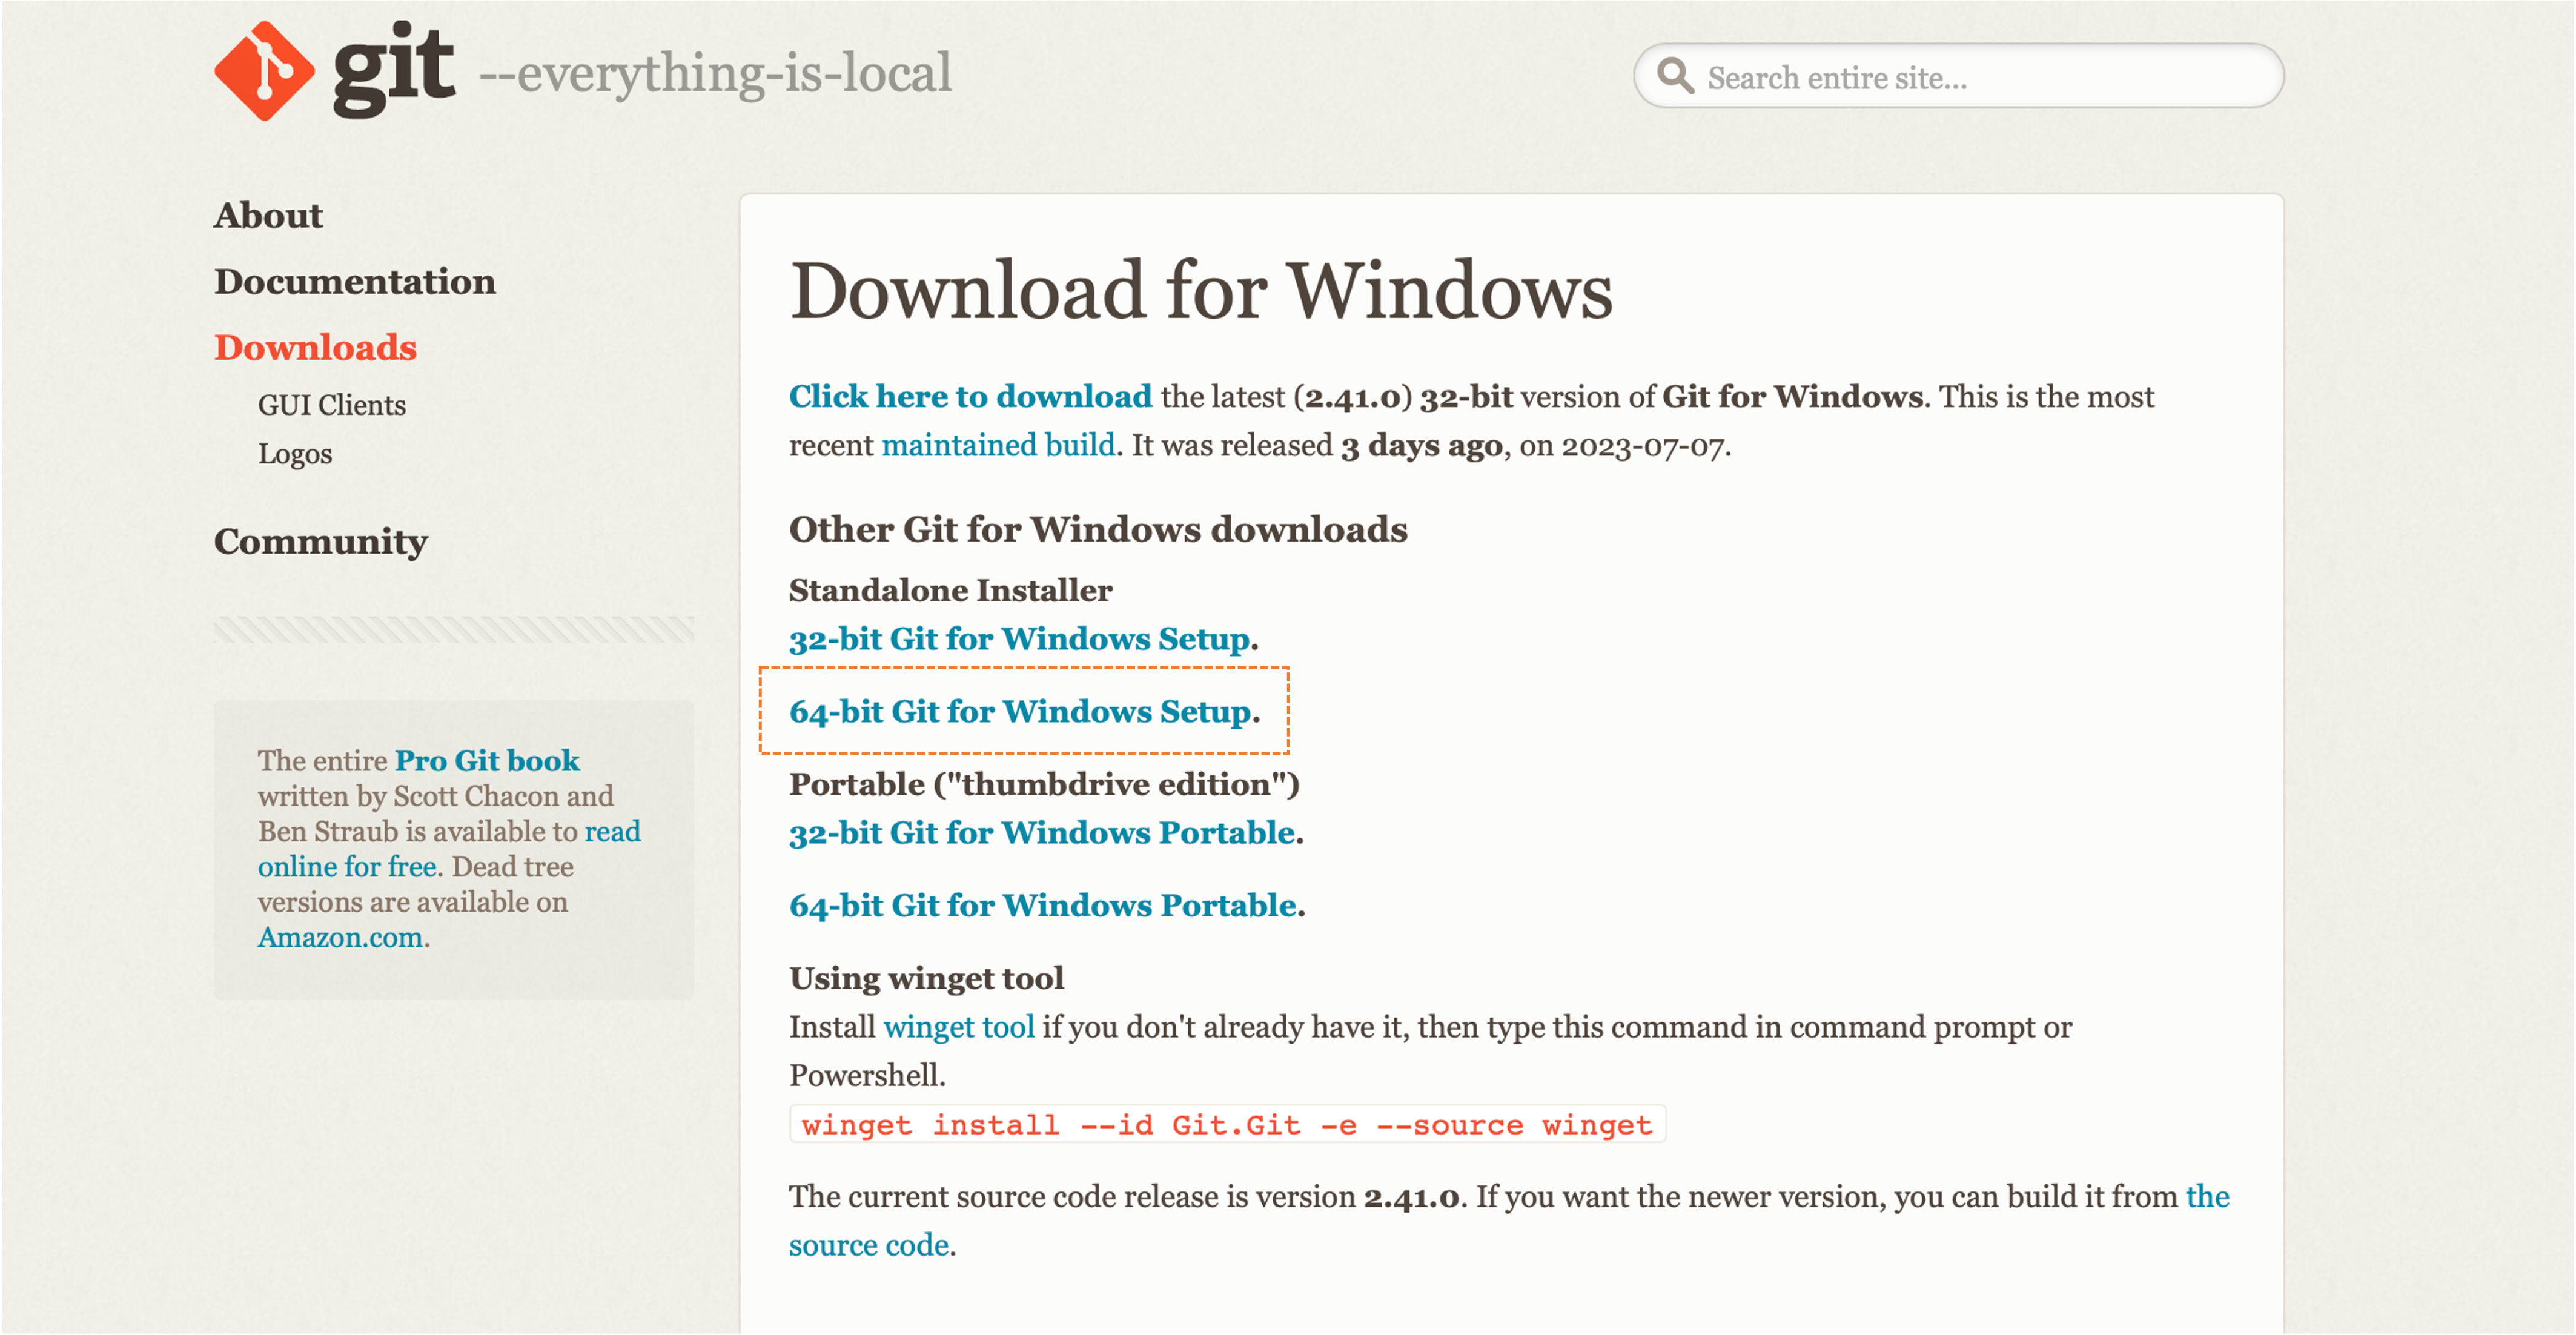 git --everything-is-local
Search entire site...
About
Documentation
Downloads
GUI Clients
Logos
Community
The entire Pro Git book
written by Scott Chacon and
Ben Straub is available to read
online for free. Dead tree
versions are available on
Amazon.com.
Download for Windows
Click here to download the latest (2.41.0) 32-bit version of Git for Windows. This is the most
recent maintained build. It was released 3 days ago, on 2023-07-07.
Other Git for Windows downloads
Standalone Installer
32-bit Git for Windows Setup.
64-bit Git for Windows Setup.
Portable ("thumbdrive edition")
32-bit Git for Windows Portable.
64-bit Git for Windows Portable.
Using winget tool
Install winget tool if you don't already have it, then type this command in command prompt or
Powershell.
winget install --id Git.Git -e --source winget
The current source code release is version 2.41.0. If you want the newer version, you can build it from the
source code.